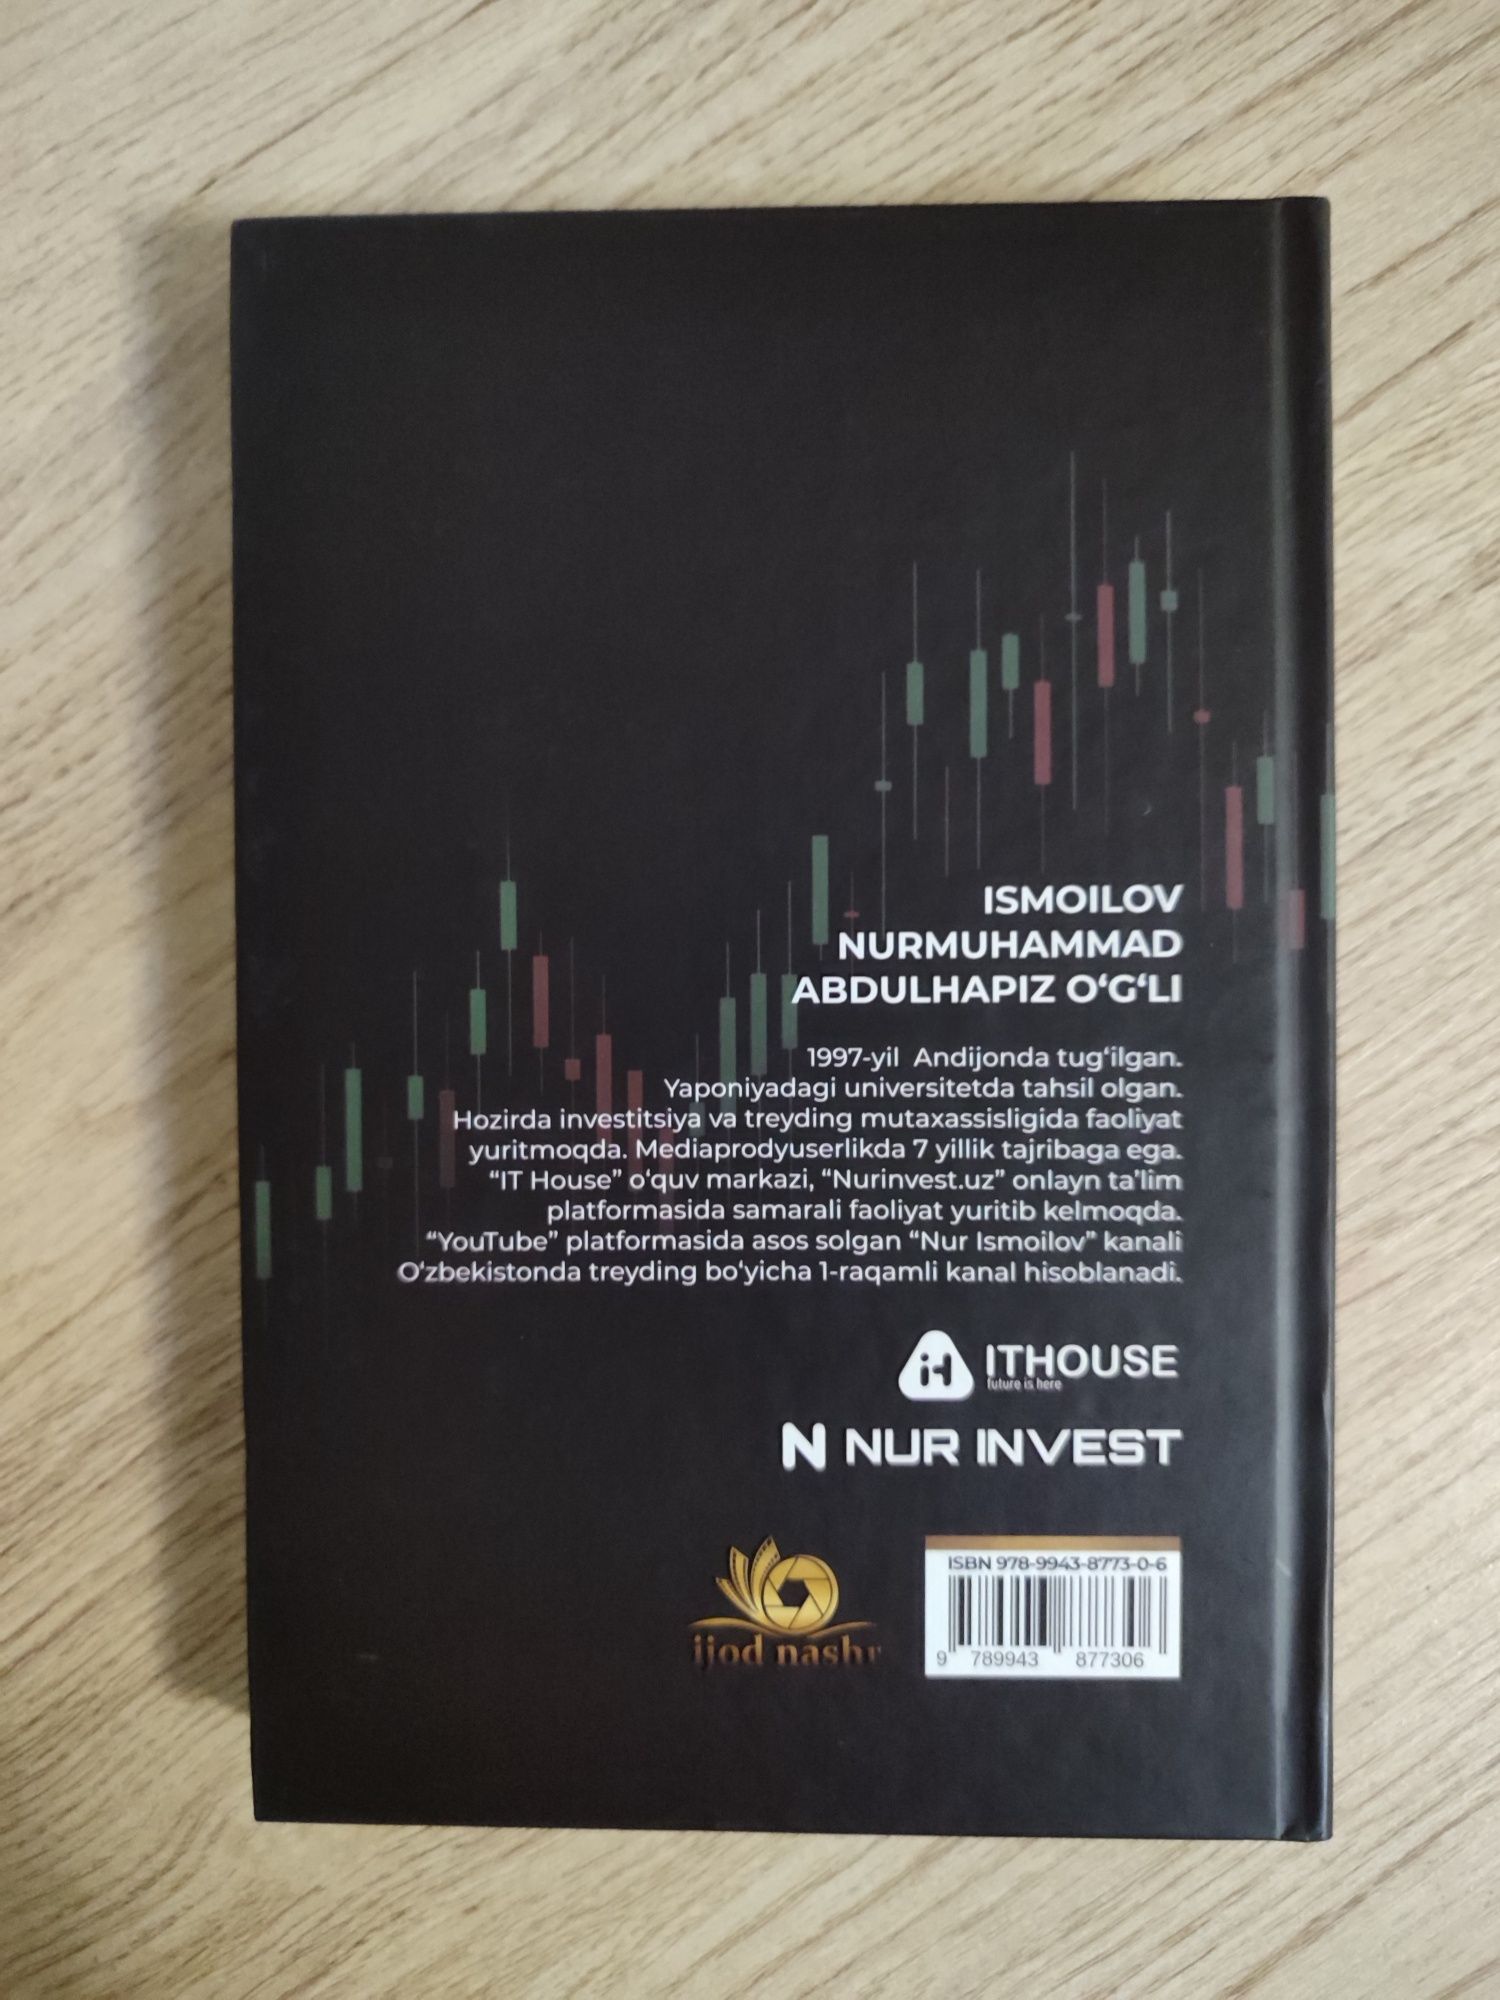 ISMOILOV
NURMUHAMMAD
ABDULHAPIZ O‘G‘LI
1997-yil Andijonda tug‘ilgan.
Yaponiyadagi universitetda tahsil olgan.
Hozirda investitsiya va treyding mutaxassisligida faoliyat
yuritmoqda. Mediaprodyuserlikda 7 yillik tajribaga ega.
“IT House” o‘quv markazi, “Nurinvest.uz” onlayn ta’lim
platformasida samarali faoliyat yuritib kelmoqda.
“YouTube” platformasida asos solgan “Nur Ismoilov” kanali
O‘zbekistonda treyding bo‘yicha 1-raqamli kanal hisoblanadi.
ITHOUSE
future is here
N NUR INVEST
ijod nashr
ISBN 978-9943-8773-0-6
9 789943 877306